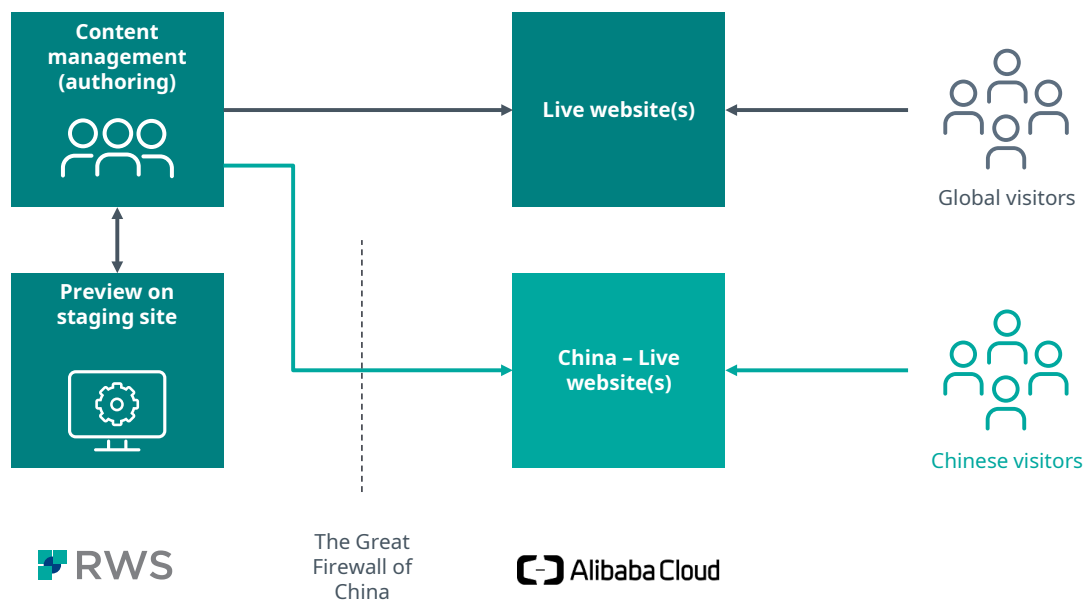 Content
management
(authoring)
Live website(s)
Global visitors
Preview on
staging site
China – Live
website(s)
Chinese visitors
RWS
The Great
Firewall of
China
Alibaba Cloud